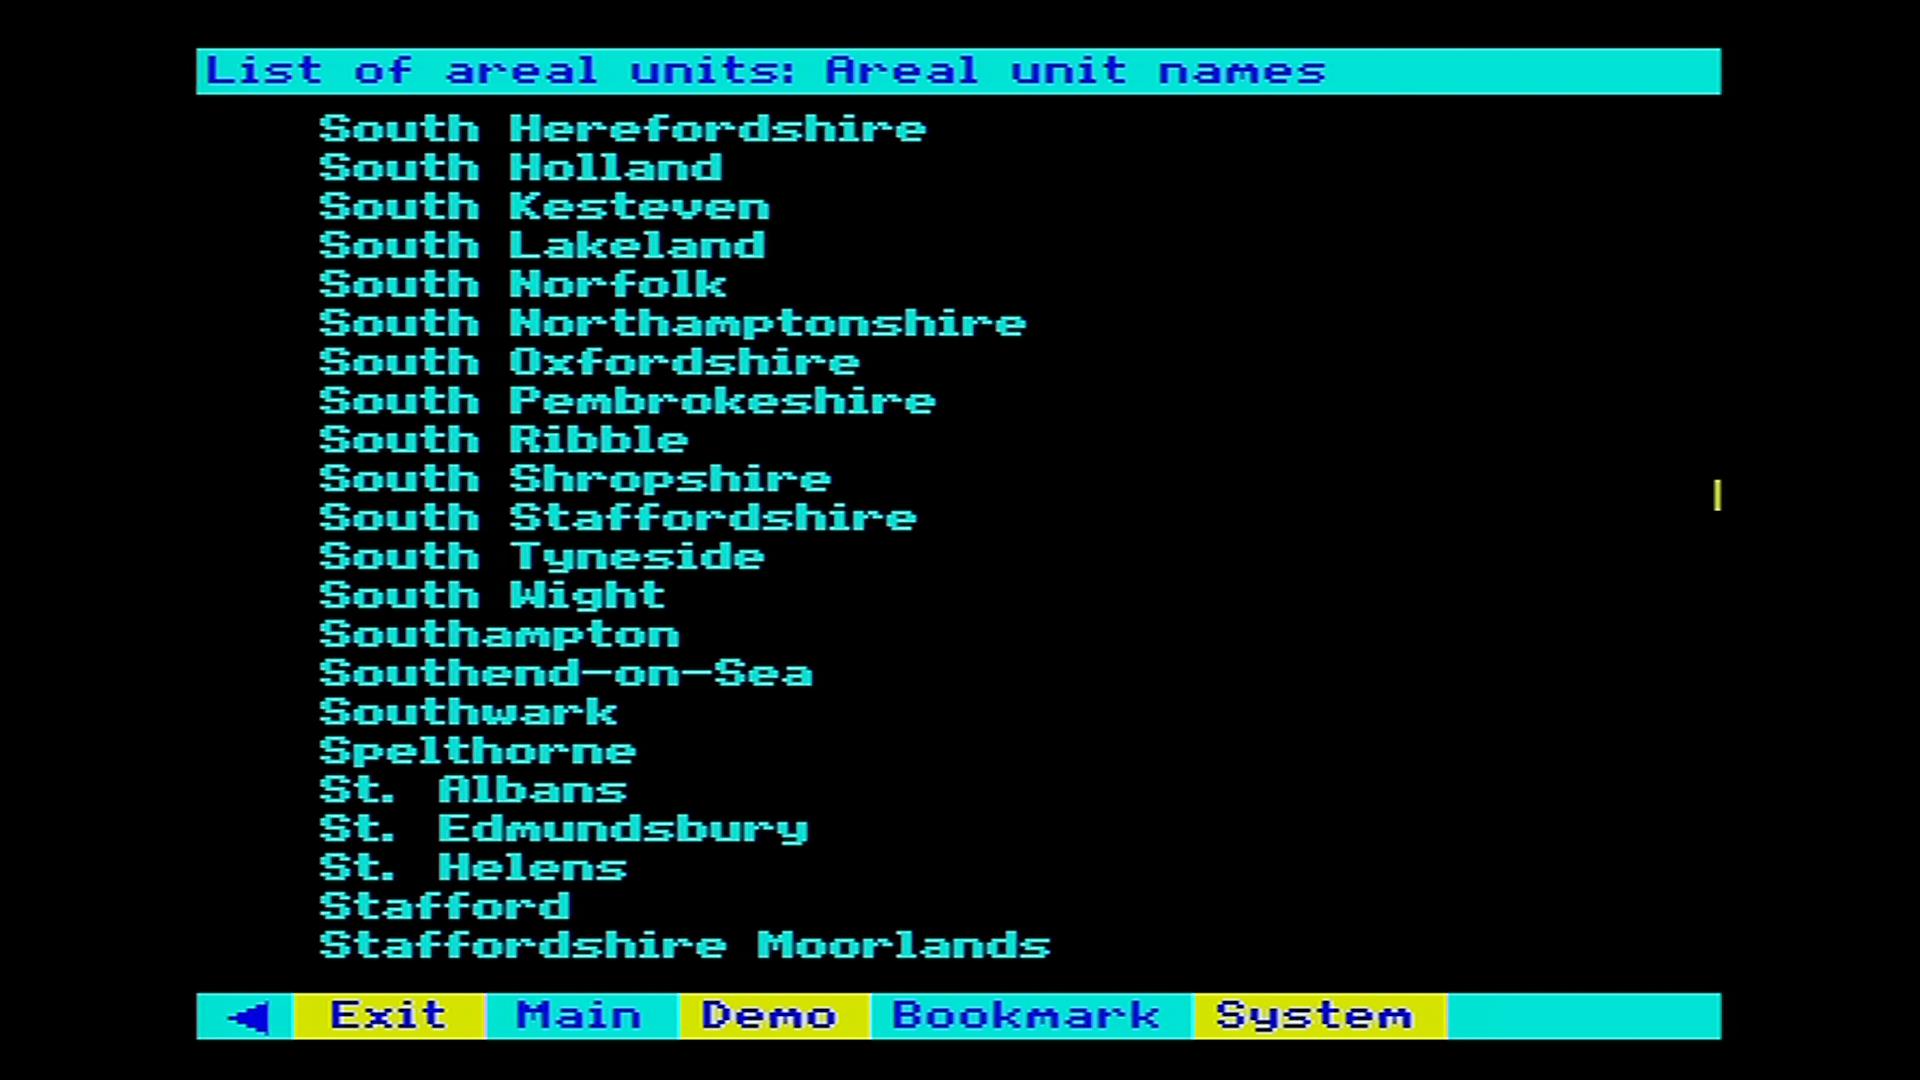 List of areal units: Areal unit names
South Herefordshire
South Holland
South Kesteven
South Lakeland
South Norfolk
South Northamptonshire
South Oxfordshire
South Pembrokeshire
South Ribble
South Shropshire
South Staffordshire
South Tyneside
South Wight
Southampton
Southend-on-Sea
Southwark
Spelthorne
St. Albans
St. Edmundsbury
St. Helens
Stafford
Staffordshire Moorlands
Exit Main Demo Bookmark System